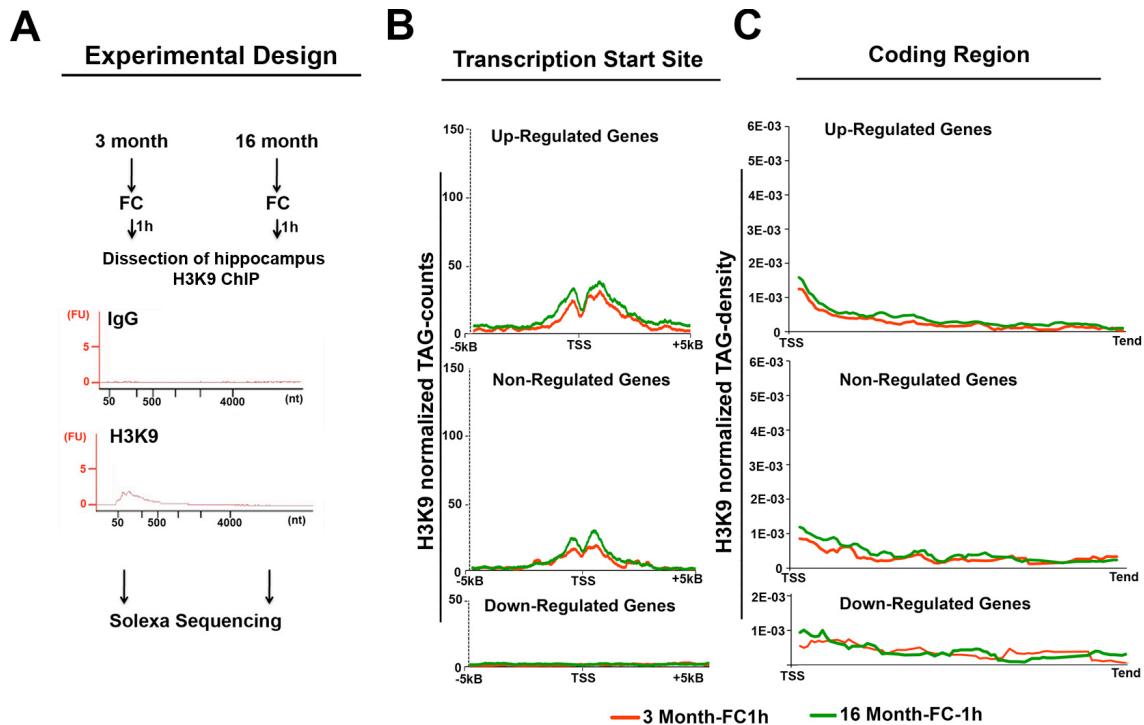 A
Experimental Design
3 month
16 month
FC
FC
1h
1h
Dissection of hippocampus
H3K9 ChIP
(FU)
IgG
5
0
50
500
4000
(nt)
(FU)
H3K9
5
0
50
500
4000
(nt)
Solexa Sequencing
B
Transcription Start Site
H3K9 normalized TAG-counts
Up-Regulated Genes
150
100
50
0
-5kB
TSS
+5kB
Non-Regulated Genes
150
100
50
0
-5kB
TSS
+5kB
Down-Regulated Genes
50
0
-5kB
TSS
+5kB
C
Coding Region
H3K9 normalized TAG-density
Up-Regulated Genes
6E-03
5E-03
4E-03
3E-03
2E-03
1E-03
0
TSS
Tend
Non-Regulated Genes
6E-03
5E-03
4E-03
3E-03
2E-03
1E-03
0
TSS
Tend
Down-Regulated Genes
2E-03
1E-03
0
TSS
Tend
3 Month-FC1h
16 Month-FC-1h